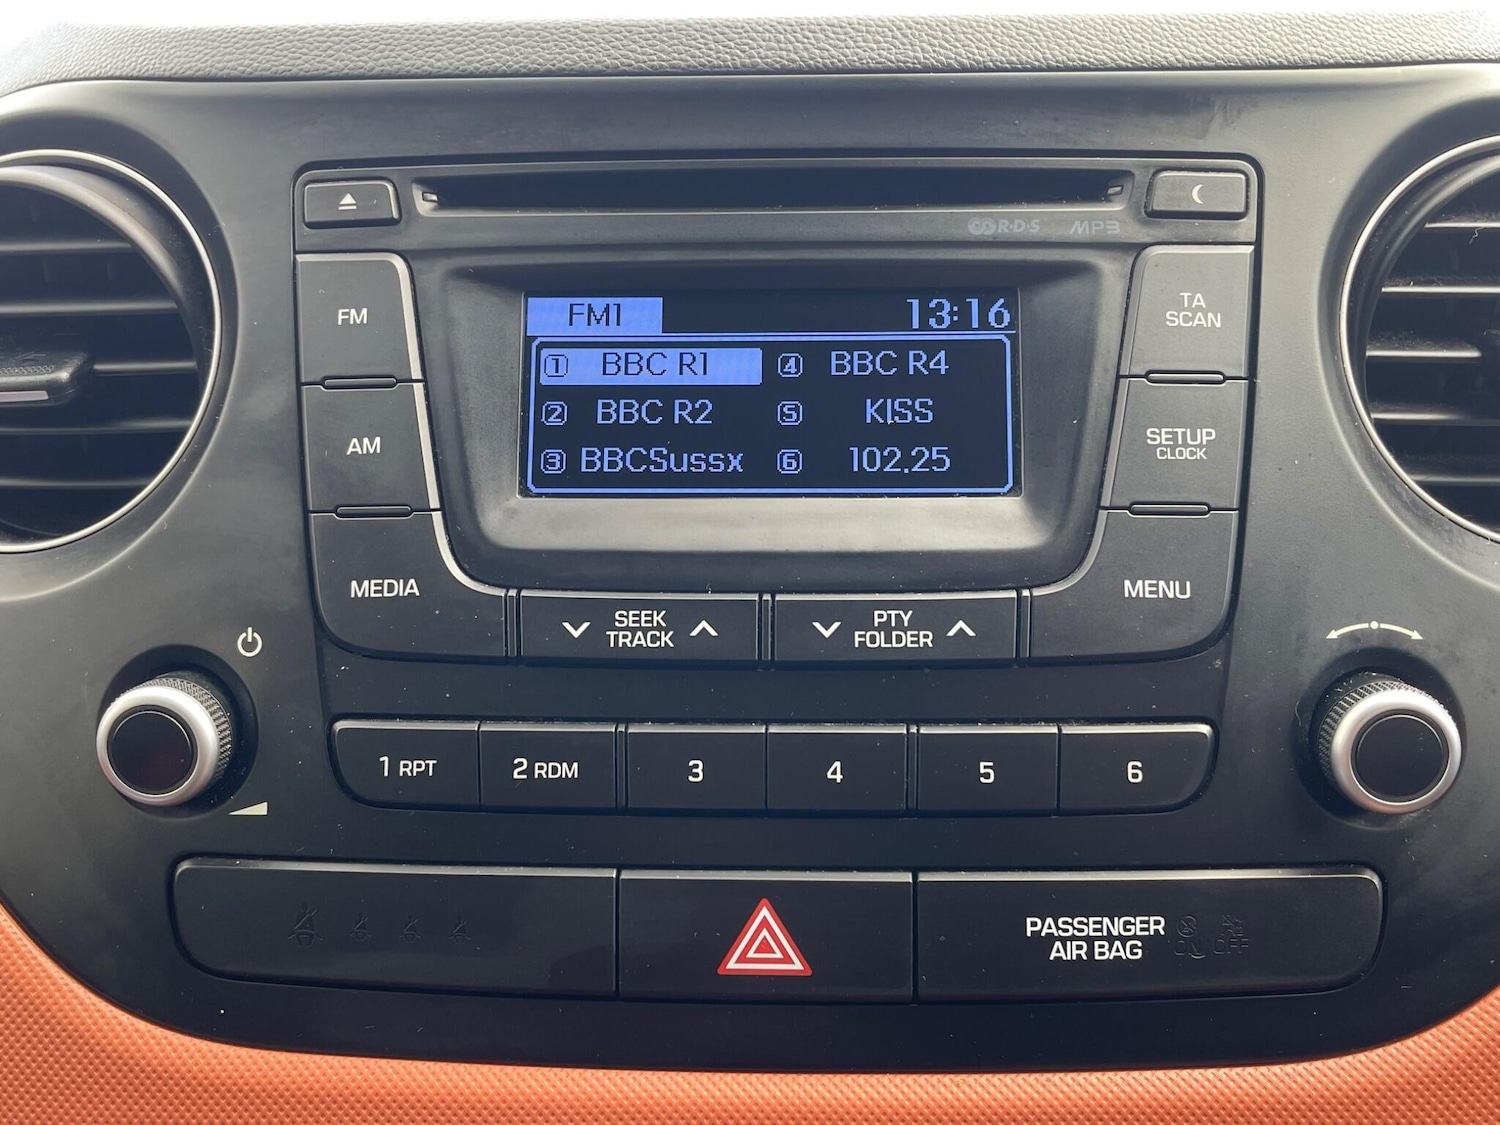 R·D·S MP3
FM
AM
MEDIA
FM1 13:16
1 BBC R1 4 BBC R4
2 BBC R2 5 KISS
3 BBCSussx 6 102.25
TA
SCAN
SETUP
CLOCK
MENU
SEEK
TRACK
PTY
FOLDER
1 RPT 2 RDM 3 4 5 6
PASSENGER
AIR BAG
ON OFF